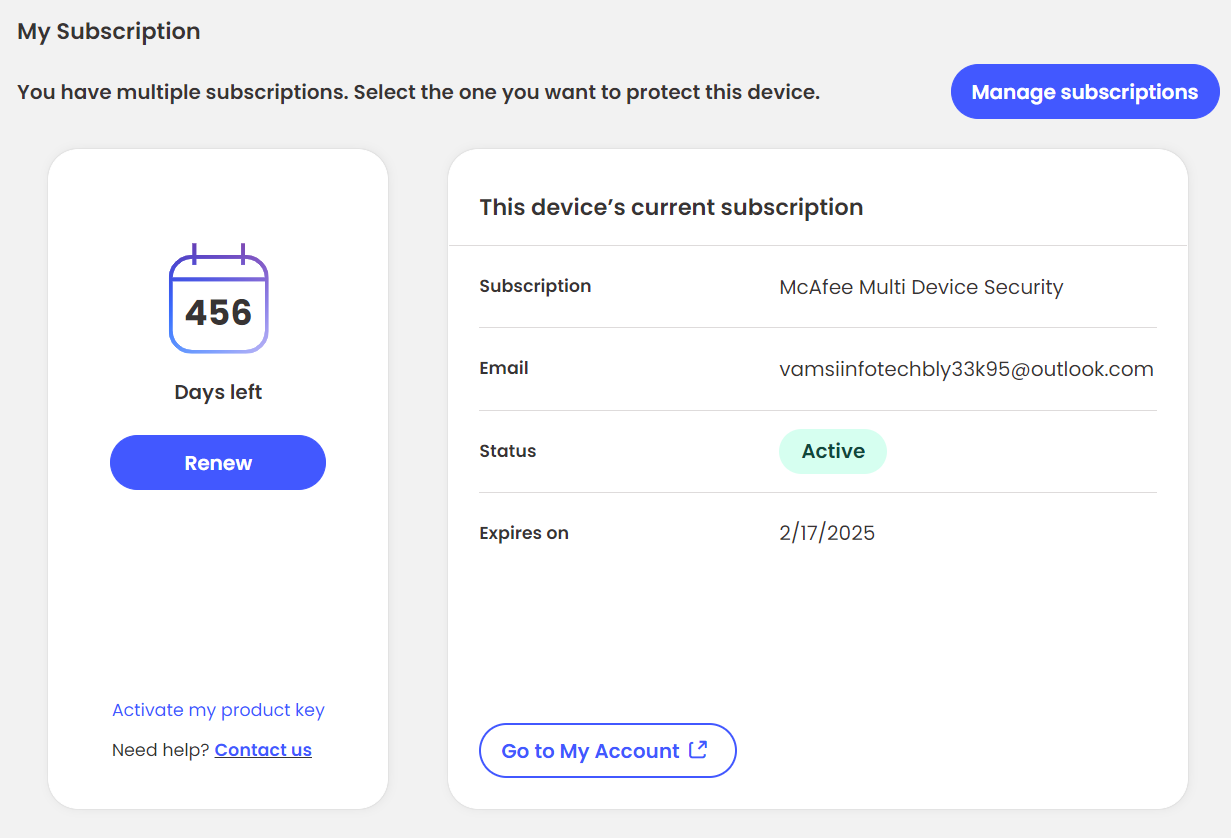 My Subscription
You have multiple subscriptions. Select the one you want to protect this device.
Manage subscriptions
456
Days left
Renew
Activate my product key
Need help? Contact us
This device’s current subscription
Subscription McAfee Multi Device Security
Email vamsiinfotechbly33k95@outlook.com
Status Active
Expires on 2/17/2025
Go to My Account